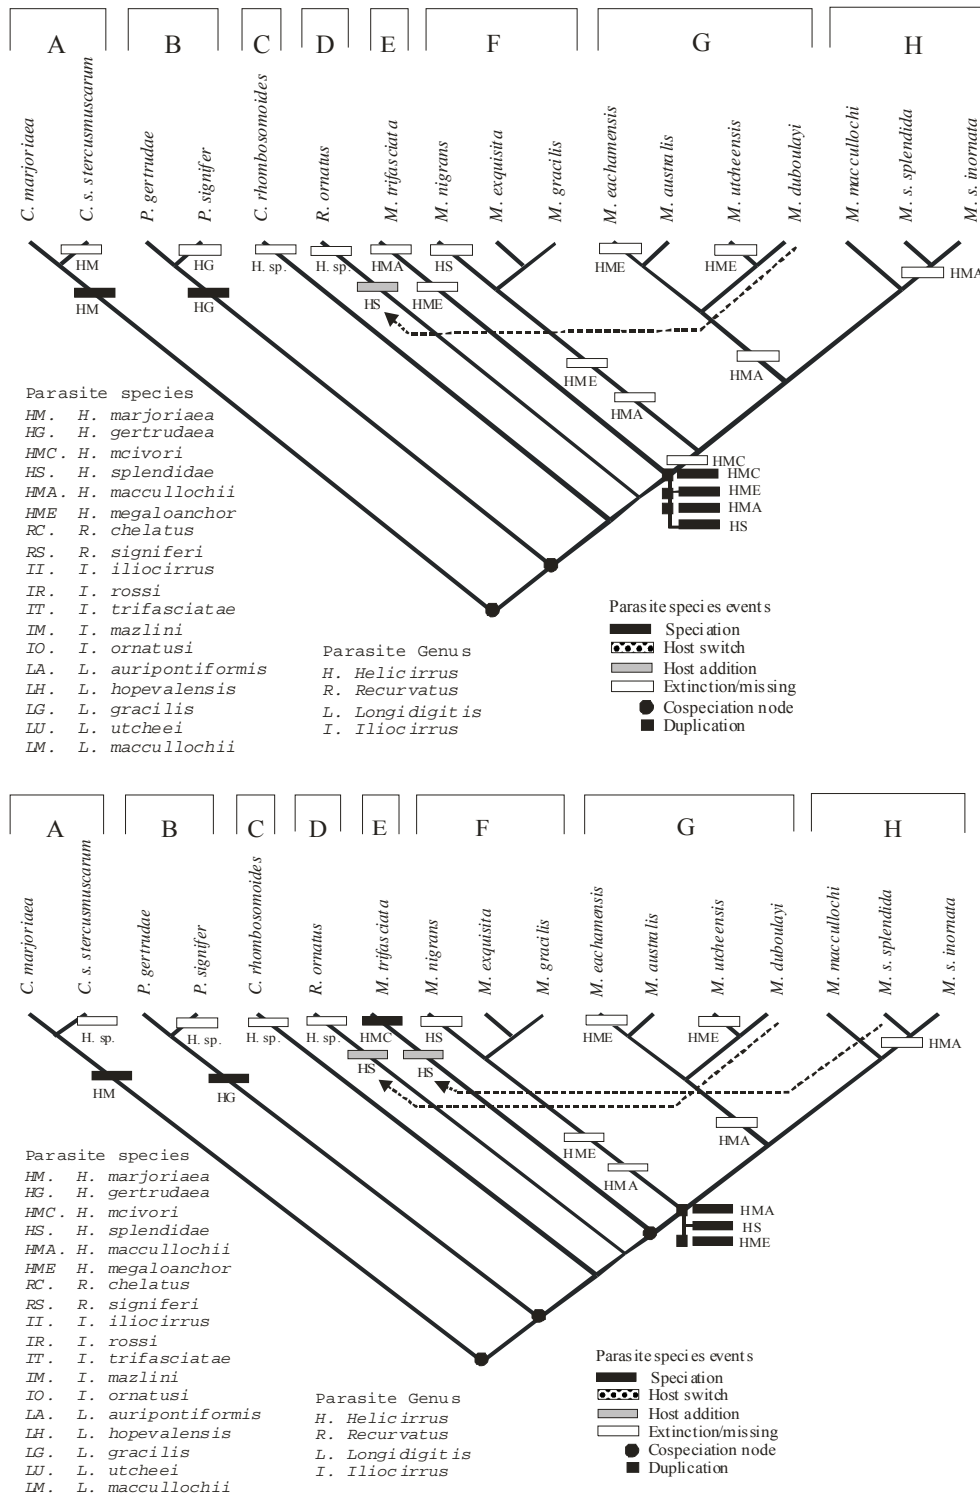 A B C D E F G H
C. marjoriaea
C. s. stercusmuscarum
P. gertrudae
P. signifer
C. rhombosomoides
R. ornatus
M. trifasciata
M. nigrans
M. exquisita
M. gracilis
M. eachamensis
M. australis
M. utcheensis
M. duboulayi
M. maccullochi
M. s. splendida
M. s. inornata
HM HG H. sp. H. sp. HMA HS HME HME HMA
HM HG HS HME
HME
HMA
HMA
HMC
HMC
HME
HMA
HS
Parasite species
HM. H. marjoriaea
HG. H. gertrudaea
HMC. H. mcivori
HS. H. splendidae
HMA. H. maccullochii
HME H. megaloanchor
RC. R. chelatus
RS. R. signiferi
II. I. iliocirrus
IR. I. rossi
IT. I. trifasciatae
IM. I. mazlini
IO. I. ornatusi
LA. L. auripontiformis
LH. L. hopevalensis
LG. L. gracilis
LU. L. utcheei
LM. L. maccullochii
Parasite Genus
H. Helicirrus
R. Recurvatus
L. Longidigitis
I. Iliocirrus
Parasite species events
Speciation
Host switch
Host addition
Extinction/missing
Cospeciation node
Duplication
A B C D E F G H
C. marjoriaea
C. s. stercusmuscarum
P. gertrudae
P. signifer
C. rhombosomoides
R. ornatus
M. trifasciata
M. nigrans
M. exquisita
M. gracilis
M. eachamensis
M. australis
M. utcheensis
M. duboulayi
M. maccullochi
M. s. splendida
M. s. inornata
H. sp. H. sp. H. sp. H. sp. HMC HS HME HME HMA
HS HS
HM HG
HMA
HME
HMA
HMA
HS
HME
Parasite species
HM. H. marjoriaea
HG. H. gertrudaea
HMC. H. mcivori
HS. H. splendidae
HMA. H. maccullochii
HME H. megaloanchor
RC. R. chelatus
RS. R. signiferi
II. I. iliocirrus
IR. I. rossi
IT. I. trifasciatae
IM. I. mazlini
IO. I. ornatusi
LA. L. auripontiformis
LH. L. hopevalensis
LG. L. gracilis
LU. L. utcheei
LM. L. maccullochii
Parasite Genus
H. Helicirrus
R. Recurvatus
L. Longidigitis
I. Iliocirrus
Parasite species events
Speciation
Host switch
Host addition
Extinction/missing
Cospeciation node
Duplication